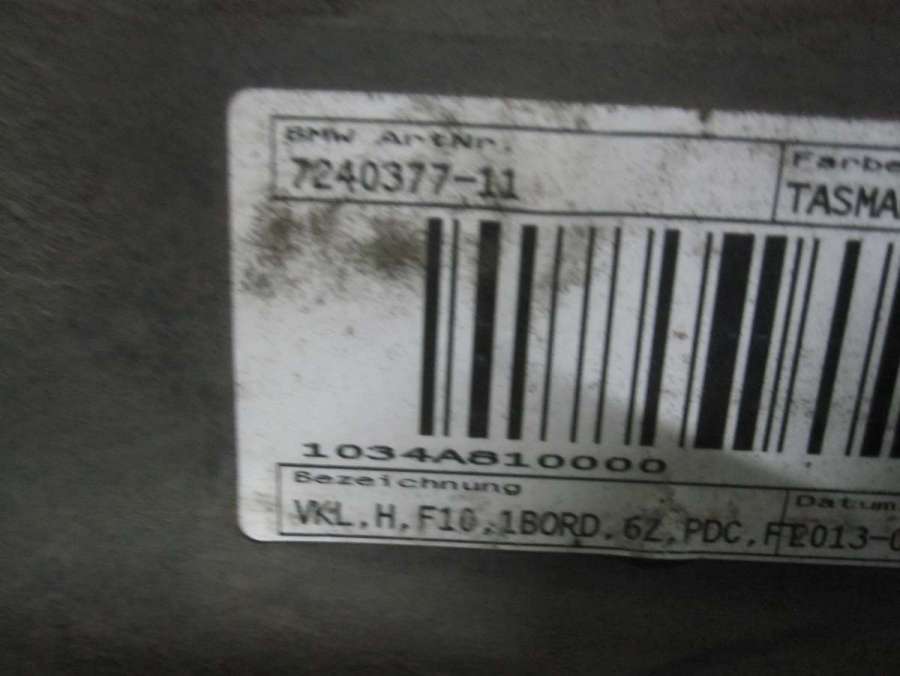 BMW ArtNr.
7240377-11
Farbe
TASMA
1034A810000
Bezeichnung
VKL,H,F10,1BORD,6Z,PDC,F
Datum
2013-0